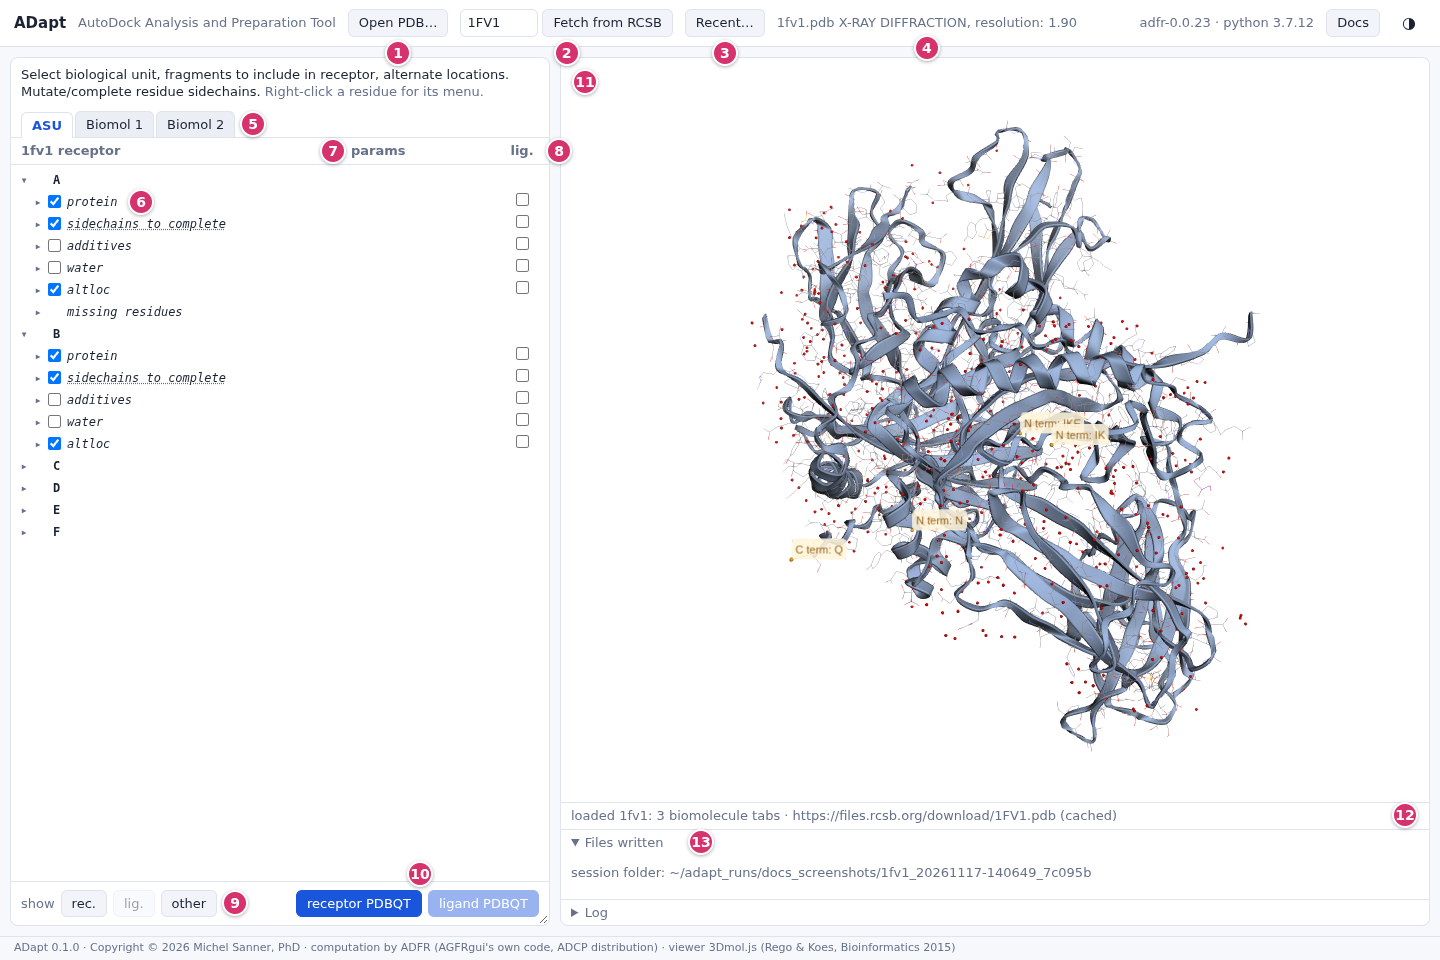 ADapt AutoDock Analysis and Preparation Tool Open PDB... 1FV1 Fetch from RCSB Recent... 1fv1.pdb X-RAY DIFFRACTION, resolution: 1.90 adfr-0.0.23 · python 3.7.12 Docs
1 2 3 4
Select biological unit, fragments to include in receptor, alternate locations.
Mutate/complete residue sidechains. Right-click a residue for its menu.
11
ASU Biomol 1 Biomol 2 5
1fv1 receptor 7 params lig. 8
A
protein 6
sidechains to complete
additives
water
altloc
missing residues
B
protein
sidechains to complete
additives
water
altloc
C
D
E
F
N term: IKE
N term: IK
N term: N
C term: Q
loaded 1fv1: 3 biomolecule tabs · https://files.rcsb.org/download/1FV1.pdb (cached) 12
▼ Files written 13
session folder: ~/adapt_runs/docs_screenshots/1fv1_20261117-140649_7c095b
10
show rec. lig. other 9 receptor PDBQT ligand PDBQT
▶ Log
ADapt 0.1.0 · Copyright © 2026 Michel Sanner, PhD · computation by ADFR (AGFRgui's own code, ADCP distribution) · viewer 3Dmol.js (Rego & Koes, Bioinformatics 2015)